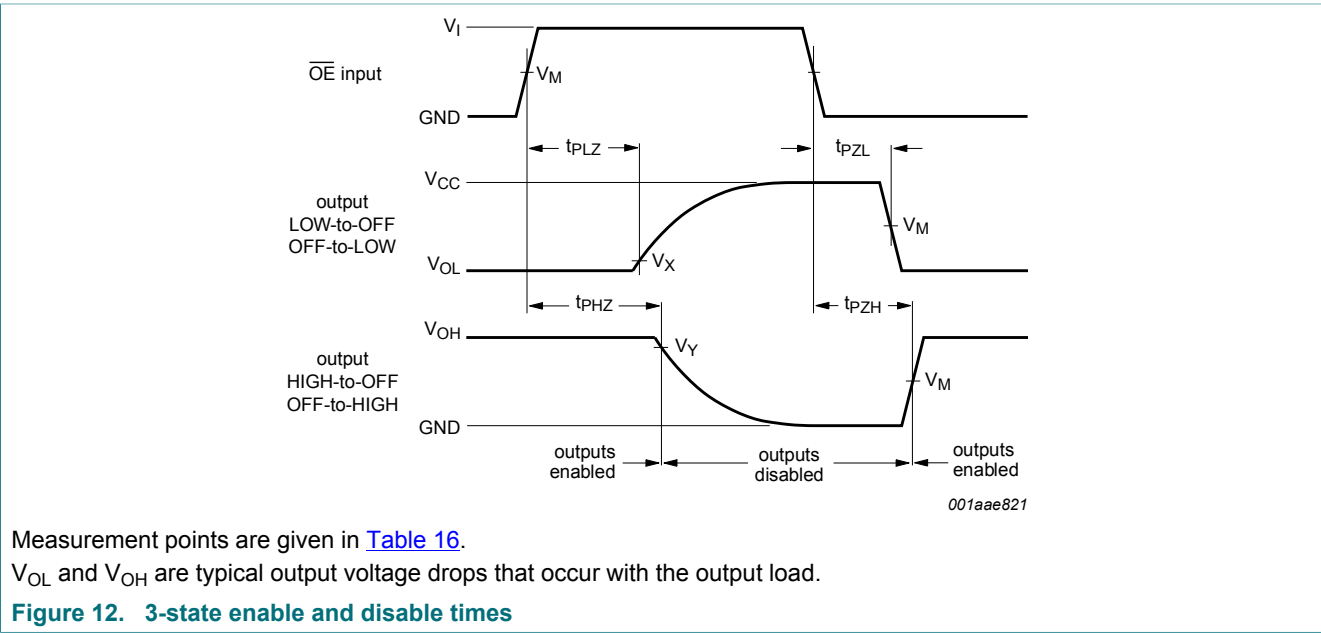 V_I
O̅E̅ input
V_M
GND
t_PLZ
t_PZL
V_CC
output
LOW-to-OFF
OFF-to-LOW
V_M
V_OL
V_X
t_PHZ
t_PZH
V_OH
output
HIGH-to-OFF
OFF-to-HIGH
V_Y
V_M
GND
outputs
enabled
outputs
disabled
outputs
enabled
001aae821
Measurement points are given in Table 16.
V_OL and V_OH are typical output voltage drops that occur with the output load.
Figure 12. 3-state enable and disable times